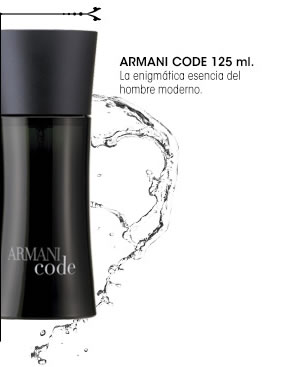 ARMANI CODE 125 ml.
La enigmática esencia del
hombre moderno.
ARMANI
code